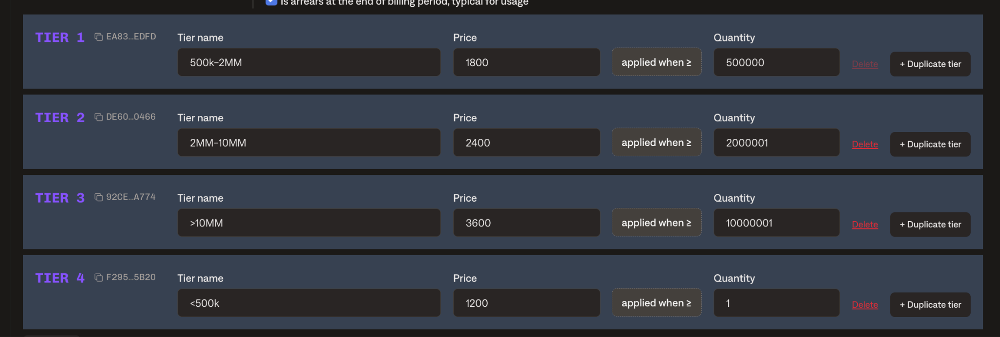 is arrears at the end of billing period, typical for usage
TIER 1 EA83...EDFD Tier name Price Quantity
500k-2MM 1800 applied when ≥ 500000 Delete + Duplicate tier
TIER 2 DE60...0466 Tier name Price Quantity
2MM-10MM 2400 applied when ≥ 2000001 Delete + Duplicate tier
TIER 3 92CE...A774 Tier name Price Quantity
>10MM 3600 applied when ≥ 10000001 Delete + Duplicate tier
TIER 4 F295...5B20 Tier name Price Quantity
<500k 1200 applied when ≥ 1 Delete + Duplicate tier